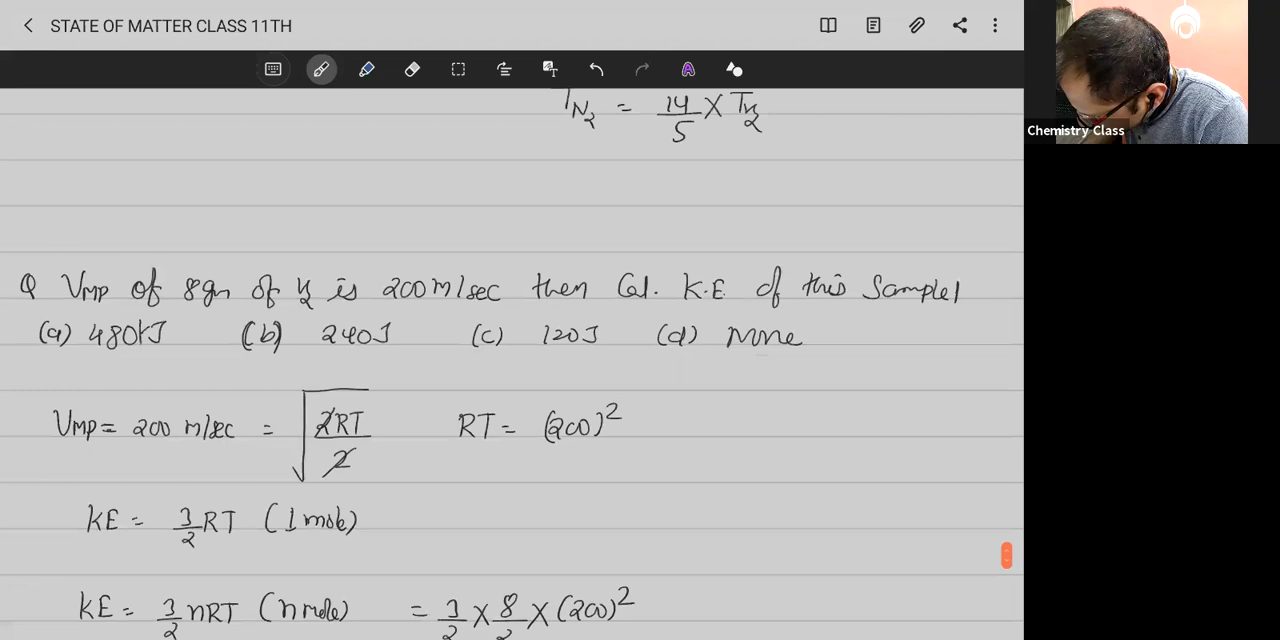 STATE OF MATTER CLASS 11TH
Chemistry Class
T N₂ = 14/5 × T H₂
Q VMP of 8gm of H₂ is 200 m/sec then Cal. K.E. of this Sample
(a) 480kJ (b) 240J (c) 120J (d) None
VMP = 200 m/sec = √(2RT/2) RT = (200)²
KE = 3/2 RT (1 mole)
KE = 3/2 nRT (n mole) = 3/2 × 8/2 × (200)²